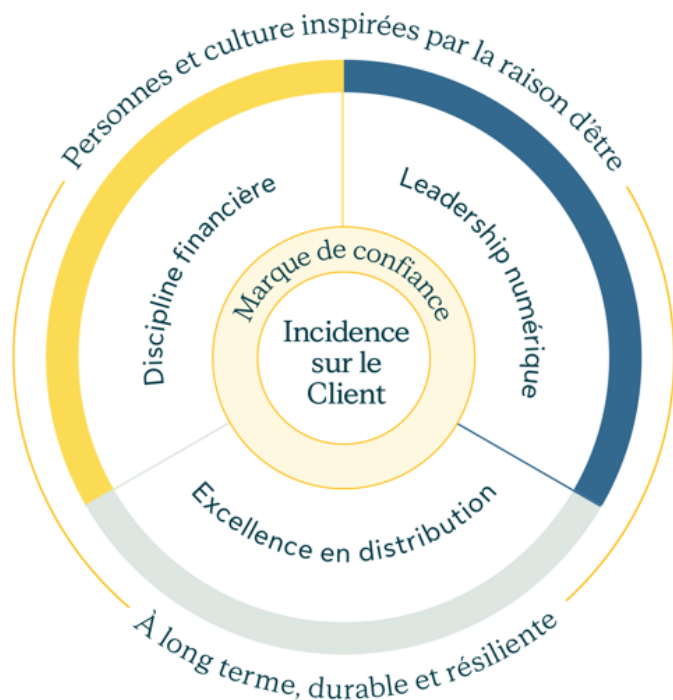 Personnes et culture inspirées par la raison d'être
Discipline financière
Leadership numérique
Marque de confiance
Incidence
sur le
Client
Excellence en distribution
À long terme, durable et résiliente